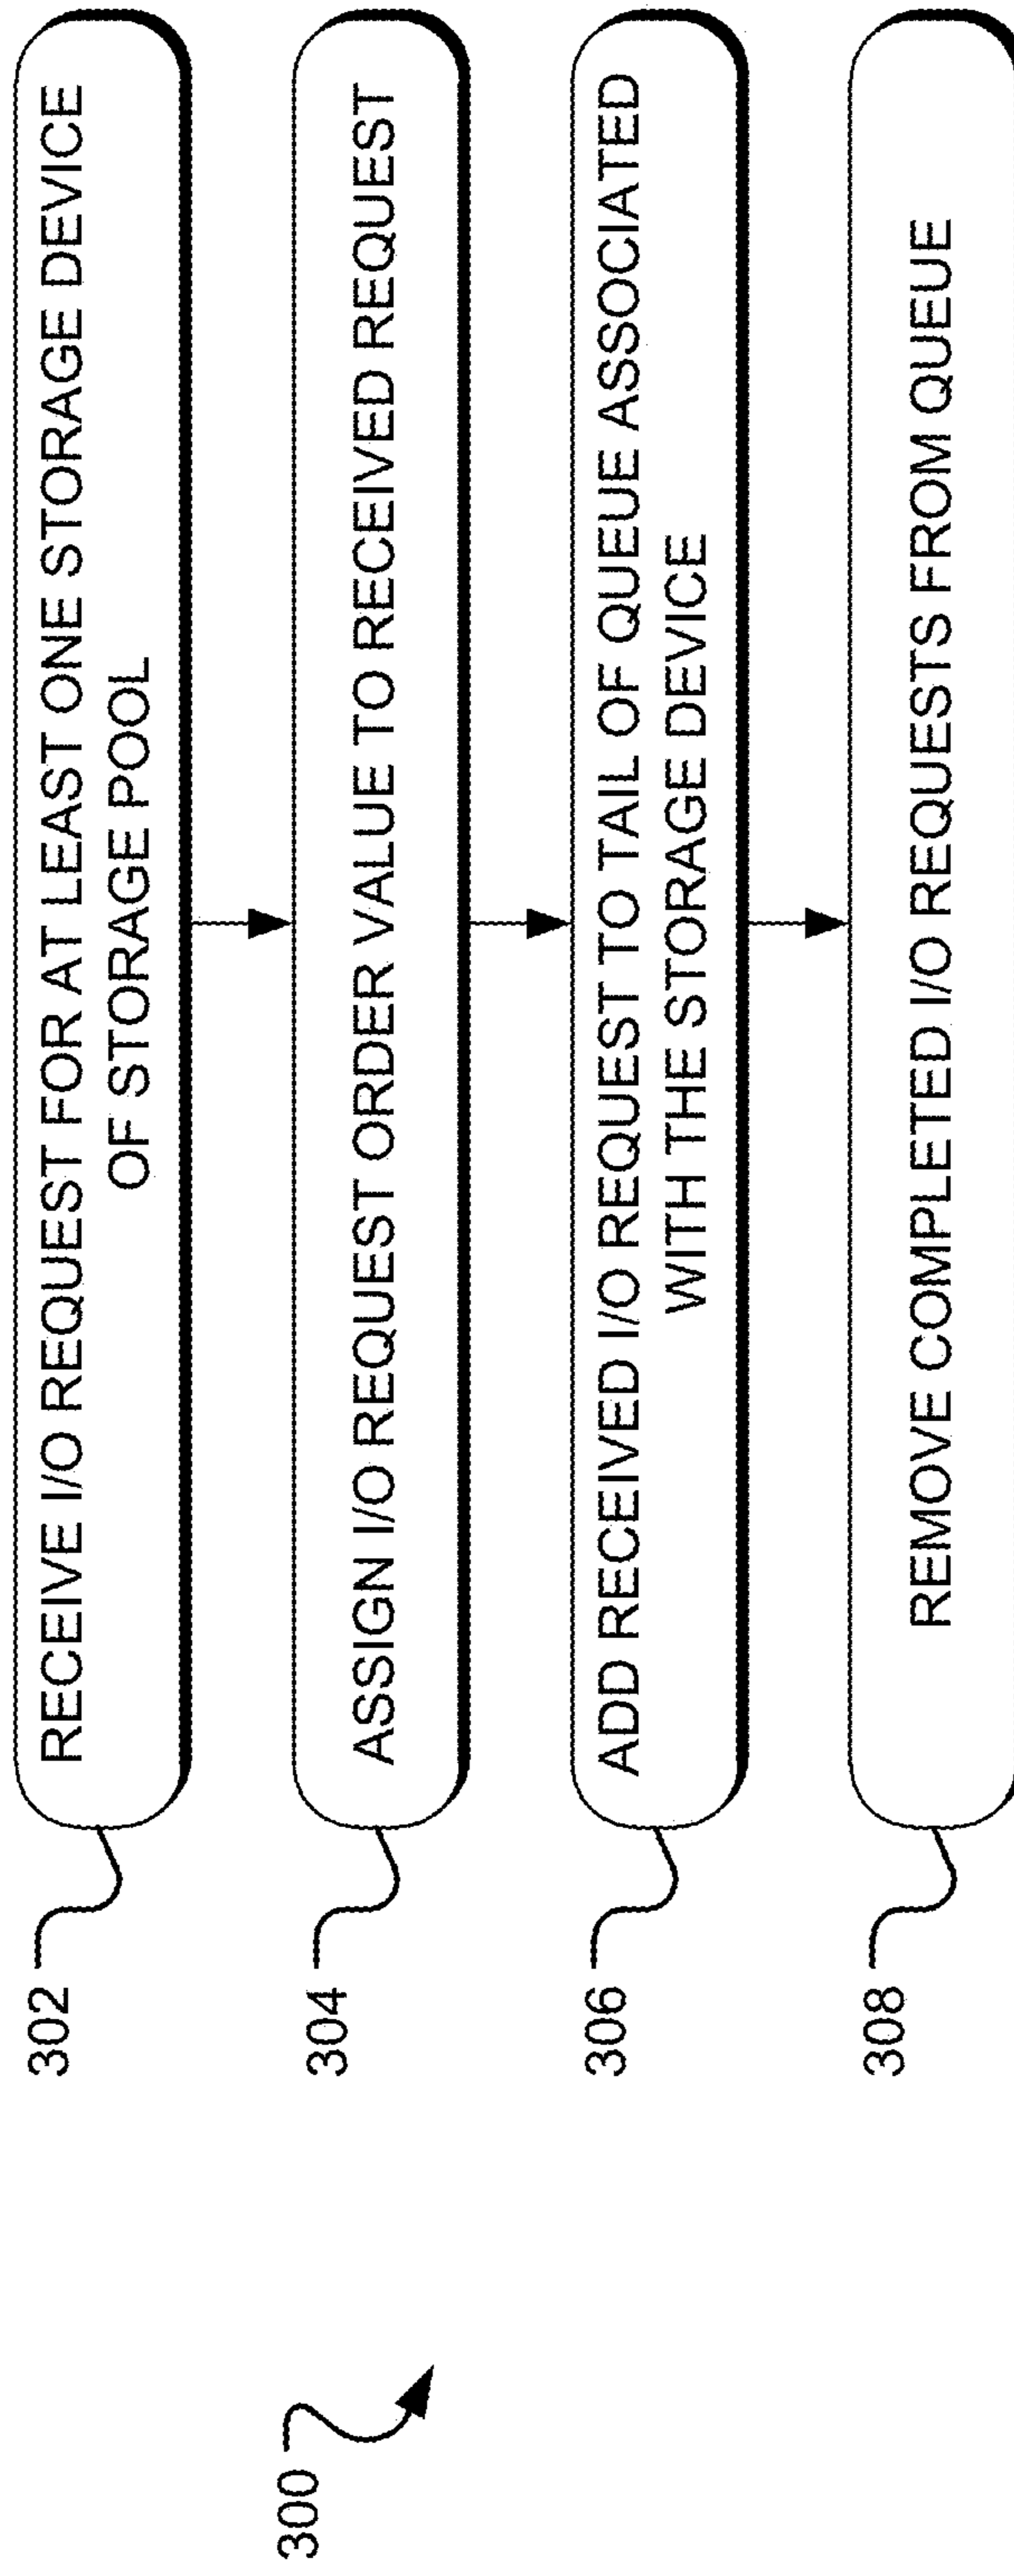 300
302
RECEIVE I/O REQUEST FOR AT LEAST ONE STORAGE DEVICE
OF STORAGE POOL
304
ASSIGN I/O REQUEST ORDER VALUE TO RECEIVED REQUEST
306
ADD RECEIVED I/O REQUEST TO TAIL OF QUEUE ASSOCIATED
WITH THE STORAGE DEVICE
308
REMOVE COMPLETED I/O REQUESTS FROM QUEUE